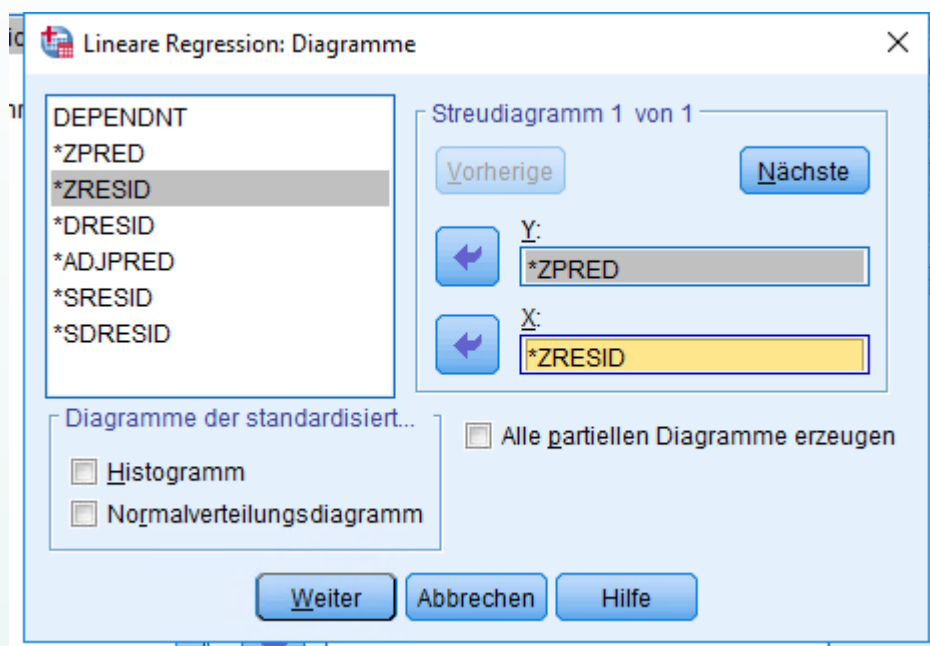 Lineare Regression: Diagramme
DEPENDNT
*ZPRED
*ZRESID
*DRESID
*ADJPRED
*SRESID
*SDRESID
Streudiagramm 1 von 1
Vorherige
Nächste
Y:
*ZPRED
X:
*ZRESID
Diagramme der standardisiert...
Histogramm
Normalverteilungsdiagramm
Alle partiellen Diagramme erzeugen
Weiter
Abbrechen
Hilfe